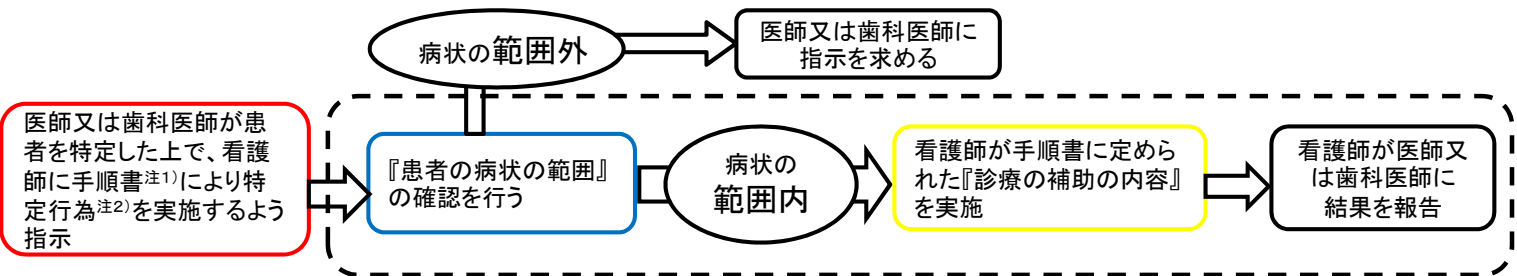 病状の範囲外
医師又は歯科医師に
指示を求める
医師又は歯科医師が患
者を特定した上で、看護
師に手順書注1)により特
定行為注2)を実施するよう
指示
『患者の病状の範囲』
の確認を行う
病状の
範囲内
看護師が手順書に定めら
れた『診療の補助の内容』
を実施
看護師が医師又
は歯科医師に
結果を報告